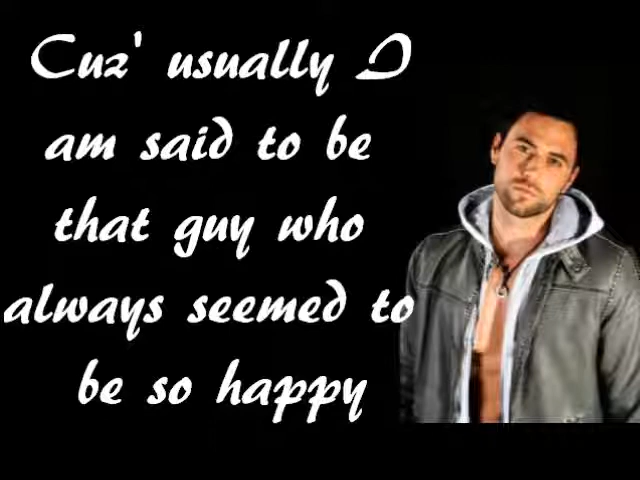 Cuz' usually I
am said to be
that guy who
always seemed to
be so happy